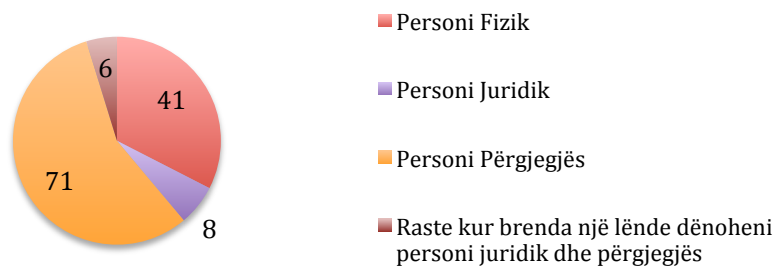 6
41
71
8
Personi Fizik
Personi Juridik
Personi Përgjegjës
Raste kur brenda një lënde dënoheni
personi juridik dhe përgjegjës